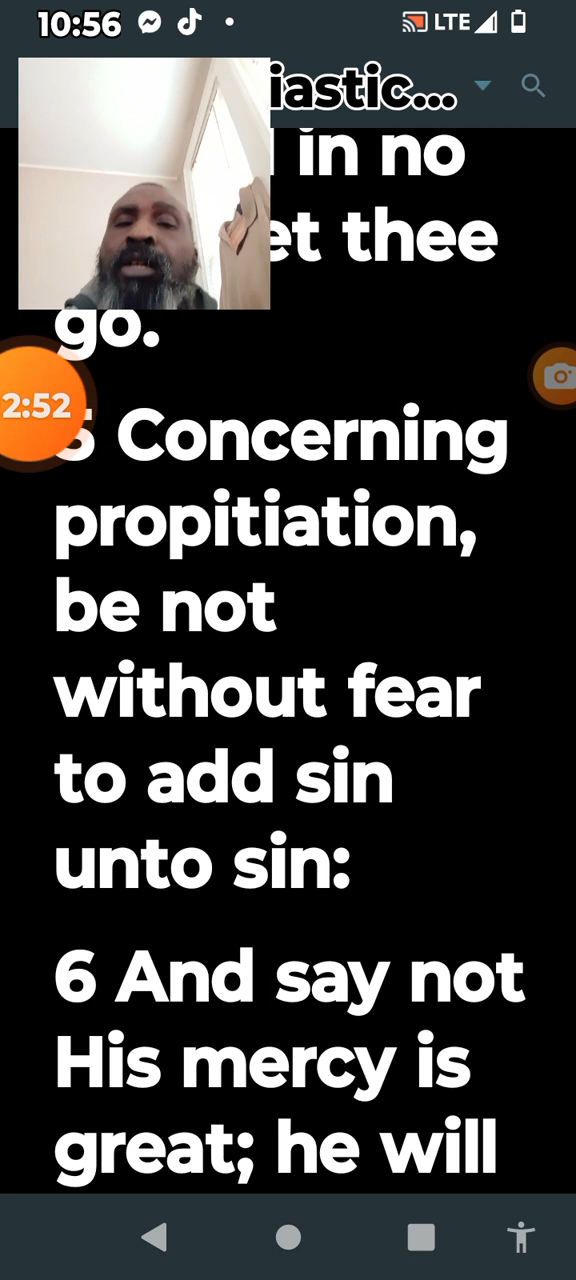 10:56 LTE
iastic...
in no
et thee
go.
2:52
5 Concerning
propitiation,
be not
without fear
to add sin
unto sin:
6 And say not
His mercy is
great; he will